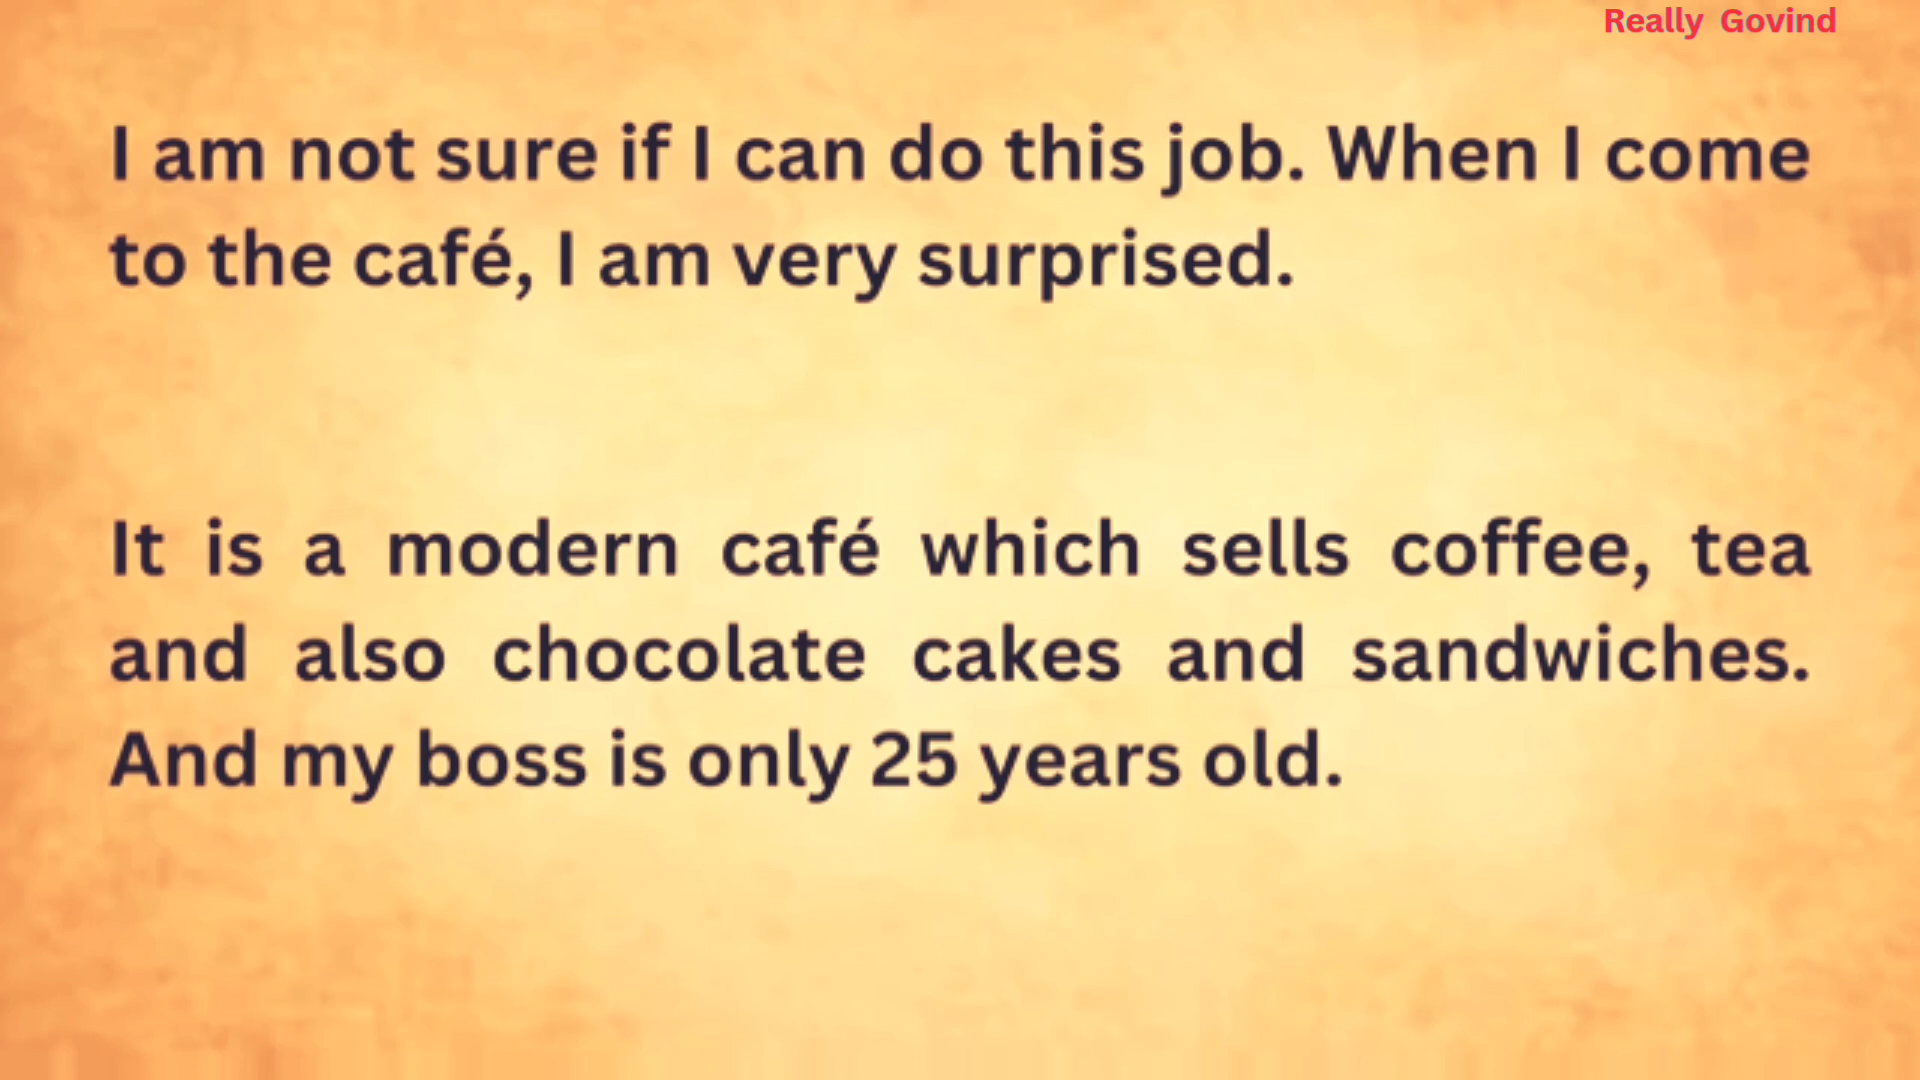 Really Govind
I am not sure if I can do this job. When I come
to the café, I am very surprised.
It is a modern café which sells coffee, tea
and also chocolate cakes and sandwiches.
And my boss is only 25 years old.